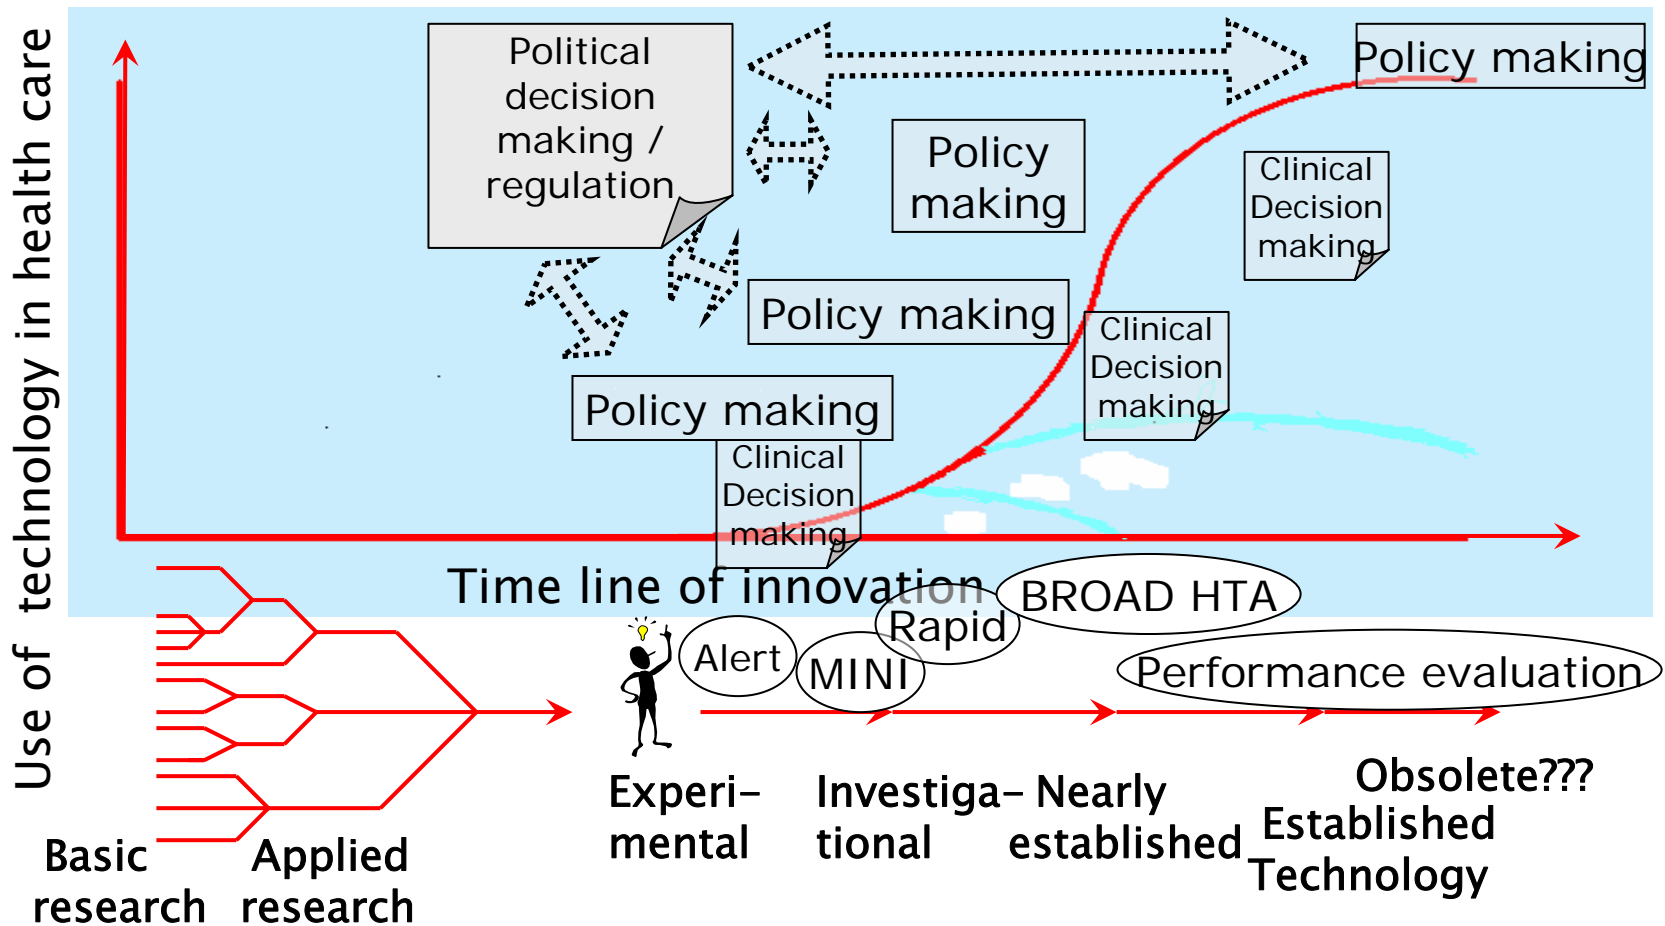 Use of technology in health care
Political
decision
making /
regulation
Policy making
Policy
making
Clinical
Decision
making
Policy making
Clinical
Decision
making
Policy making
Clinical
Decision
making
Time line of innovation
BROAD HTA
Rapid
Alert
MINI
Performance evaluation
Experi-
mental
Investiga-
tional
Nearly
established
Obsolete???
Established
Technology
Basic
research
Applied
research